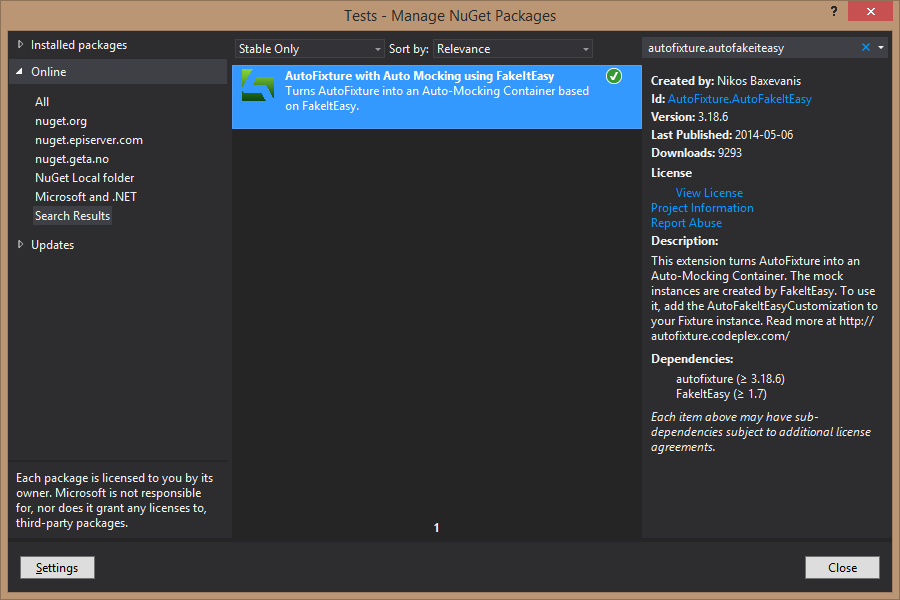 Tests - Manage NuGet Packages
?
Installed packages
Online
All
nuget.org
nuget.episerver.com
nuget.geta.no
NuGet Local folder
Microsoft and .NET
Search Results
Updates
Each package is licensed to you by its
owner. Microsoft is not responsible
for, nor does it grant any licenses to,
third-party packages.
Stable Only
Sort by: Relevance
AutoFixture with Auto Mocking using FakeItEasy
Turns AutoFixture into an Auto-Mocking Container based
on FakeItEasy.
1
autofixture.autofakeiteasy
Created by: Nikos Baxevanis
Id: AutoFixture.AutoFakeItEasy
Version: 3.18.6
Last Published: 2014-05-06
Downloads: 9293
License
View License
Project Information
Report Abuse
Description:
This extension turns AutoFixture into an
Auto-Mocking Container. The mock
instances are created by FakeItEasy. To use
it, add the AutoFakeItEasyCustomization to
your Fixture instance. Read more at http://
autofixture.codeplex.com/
Dependencies:
autofixture (≥ 3.18.6)
FakeItEasy (≥ 1.7)
Each item above may have sub-
dependencies subject to additional license
agreements.
Settings
Close